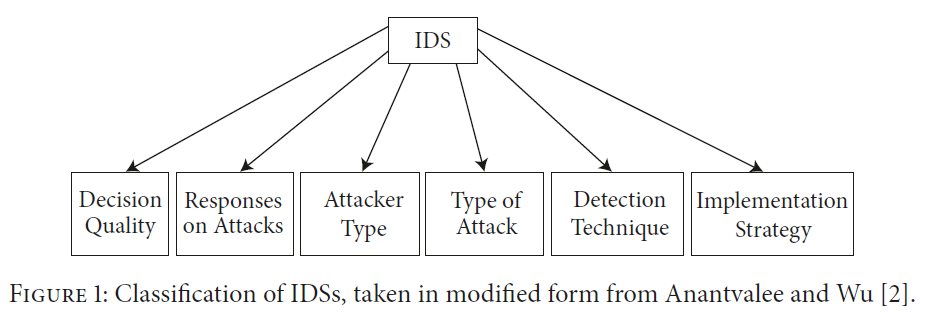 IDS
Decision
Quality
Responses
on Attacks
Attacker
Type
Type of
Attack
Detection
Technique
Implementation
Strategy
FIGURE 1: Classification of IDSs, taken in modified form from Anantvalee and Wu [2].